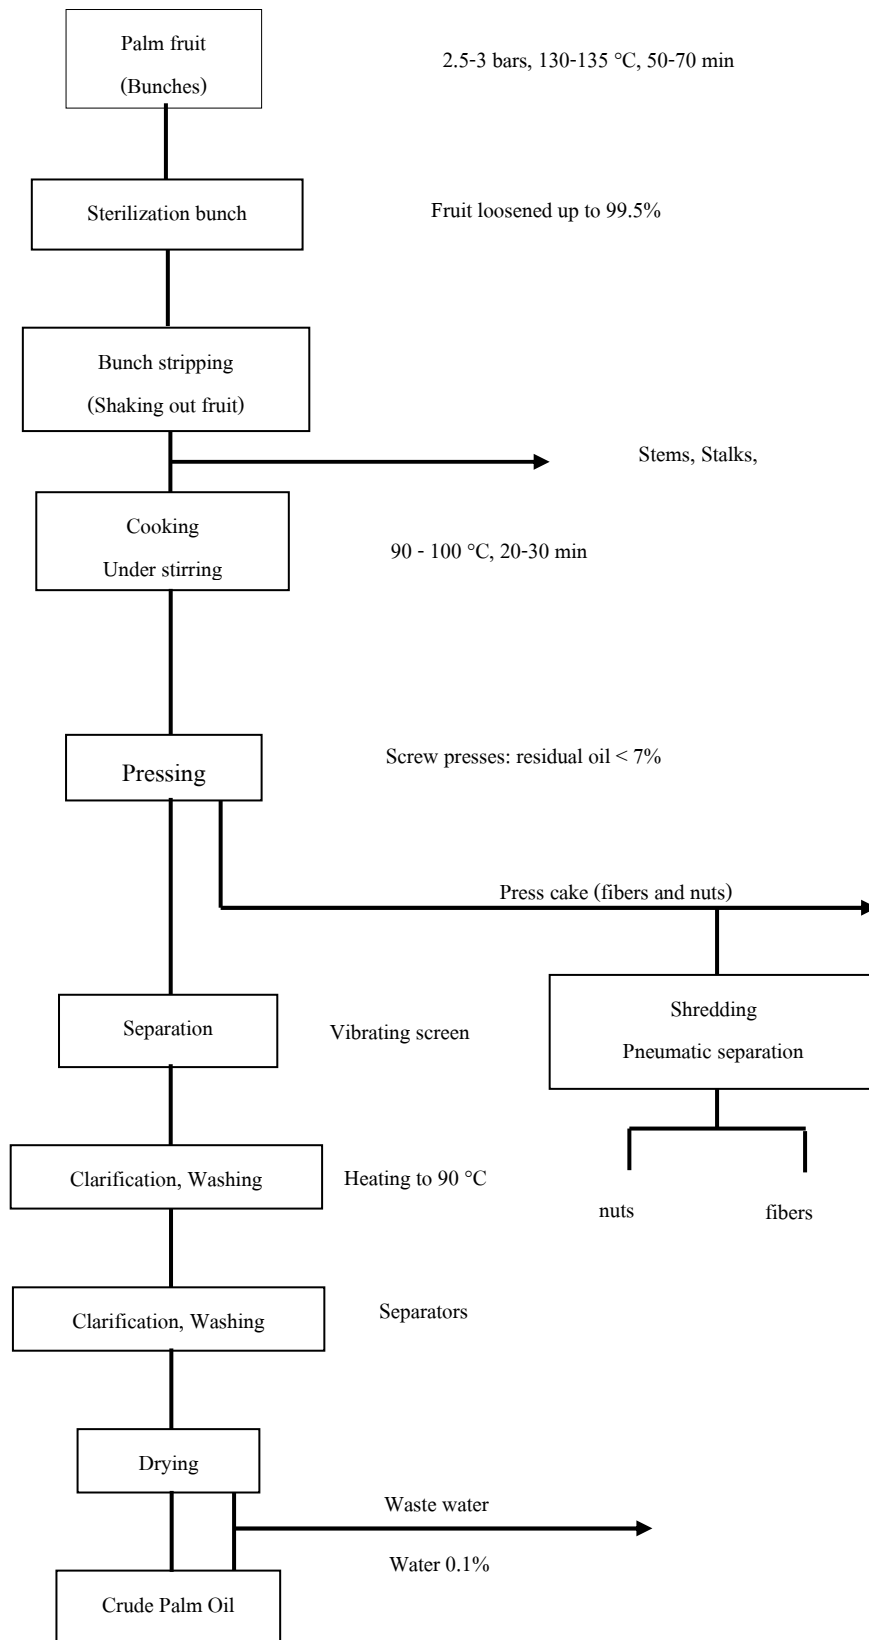 Palm fruit
(Bunches)
2.5-3 bars, 130-135 °C, 50-70 min
Sterilization bunch
Fruit loosened up to 99.5%
Bunch stripping
(Shaking out fruit)
Stems, Stalks,
Cooking
Under stirring
90 - 100 °C, 20-30 min
Pressing
Screw presses: residual oil < 7%
Press cake (fibers and nuts)
Separation
Vibrating screen
Shredding
Pneumatic separation
Clarification, Washing
Heating to 90 °C
nuts
fibers
Clarification, Washing
Separators
Drying
Waste water
Water 0.1%
Crude Palm Oil